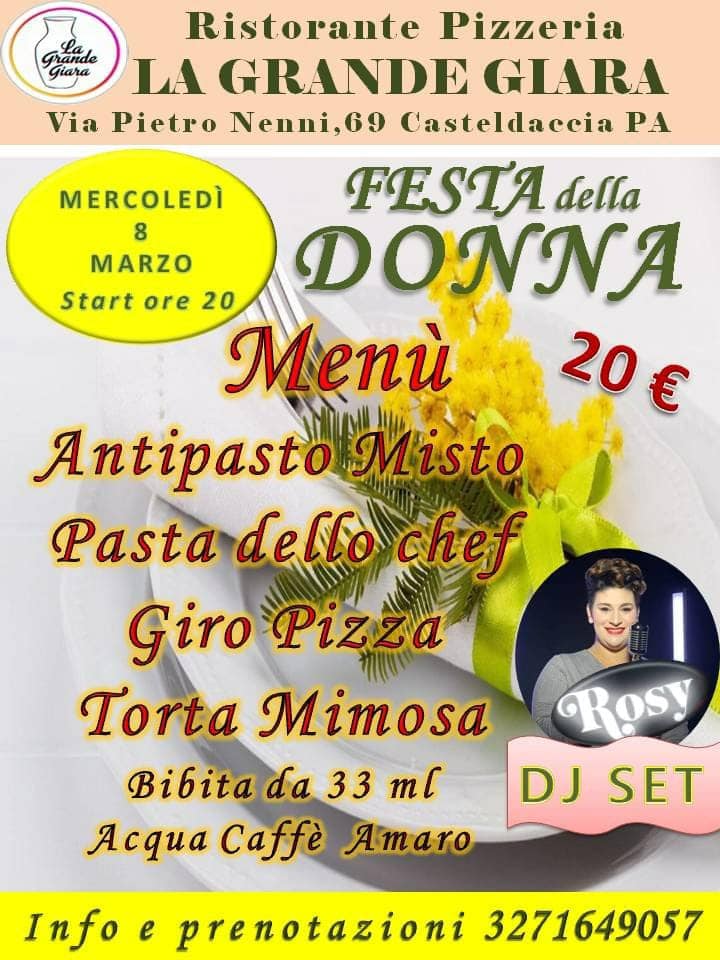 La
Grande
Giara
Ristorante Pizzeria
LA GRANDE GIARA
Via Pietro Nenni,69 Casteldaccia PA
MERCOLEDÌ
8
MARZO
Start ore 20
FESTA della
DONNA
Menù
20 €
Antipasto Misto
Pasta dello chef
Giro Pizza
Torta Mimosa
Rosy
DJ SET
Bibita da 33 ml
Acqua Caffè Amaro
Info e prenotazioni 3271649057